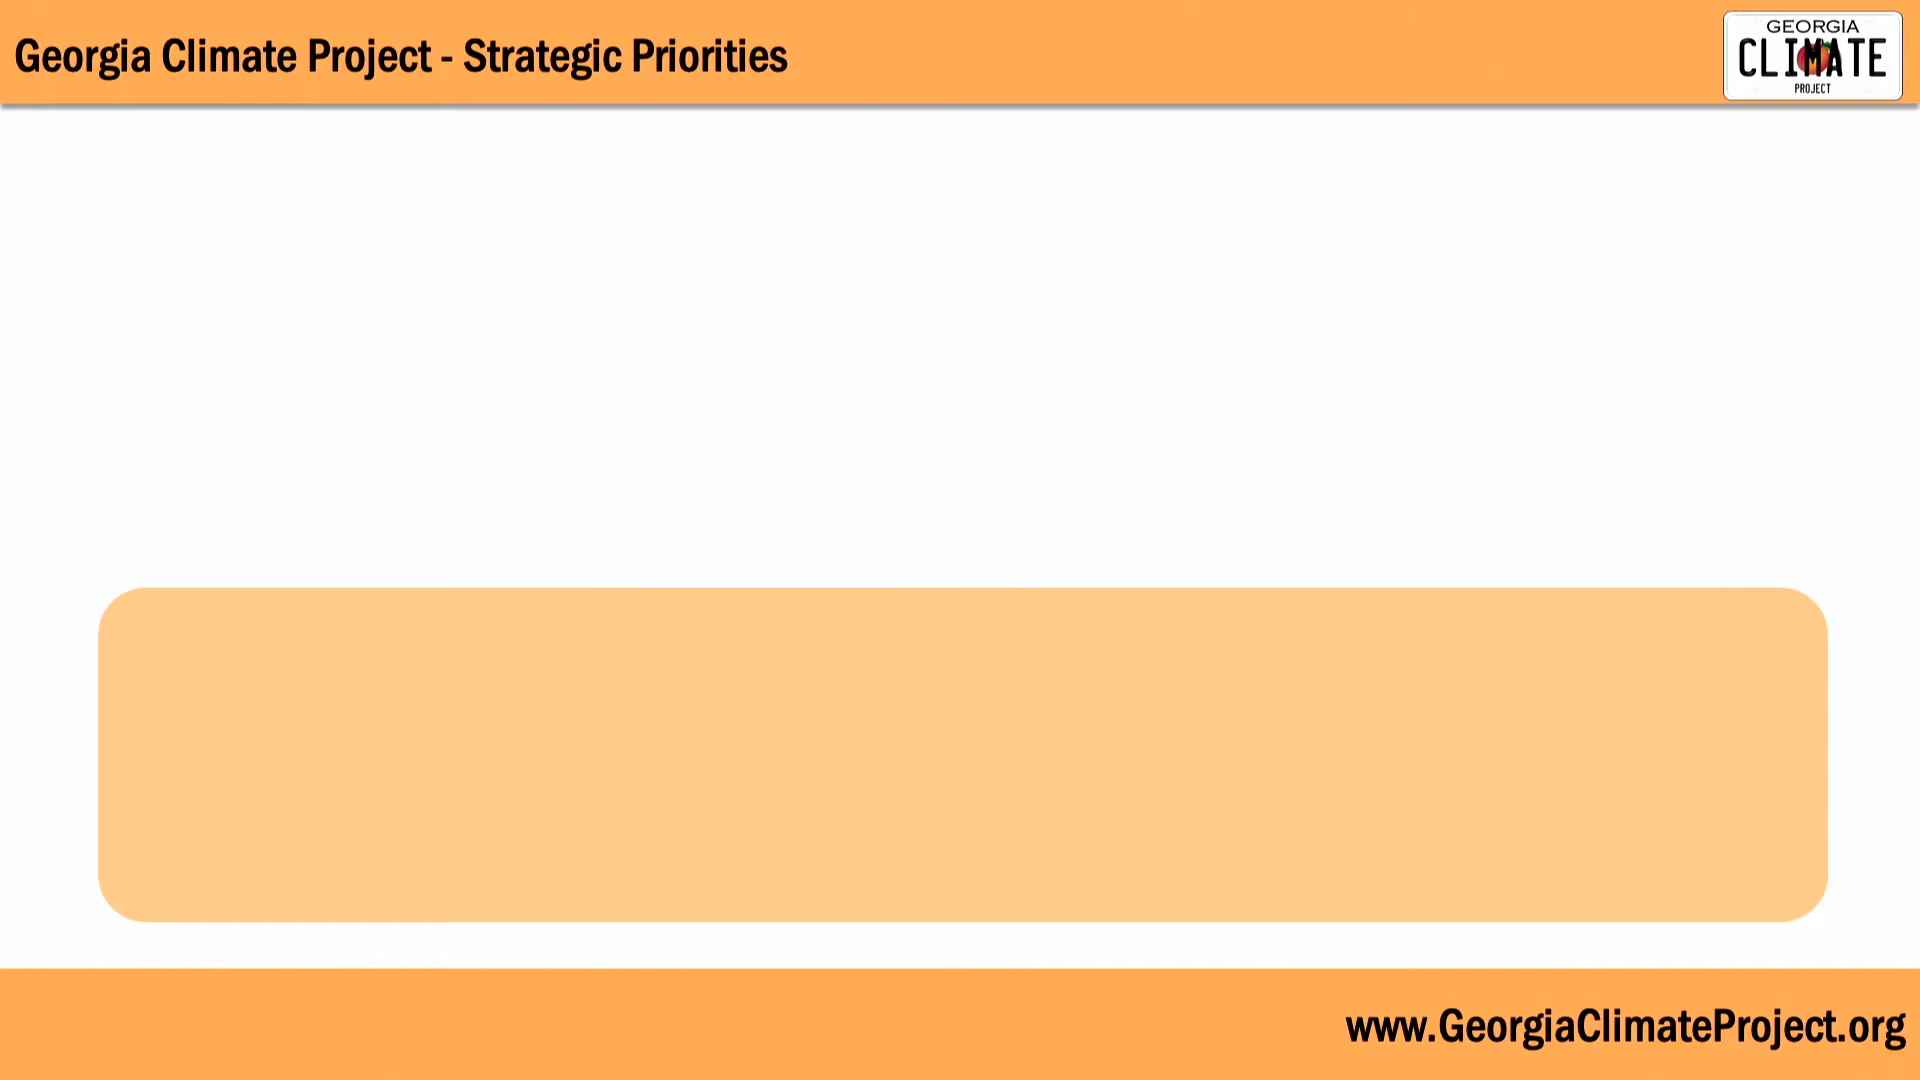 Georgia Climate Project - Strategic Priorities
GEORGIA
CLIMATE
PROJECT
www.GeorgiaClimateProject.org